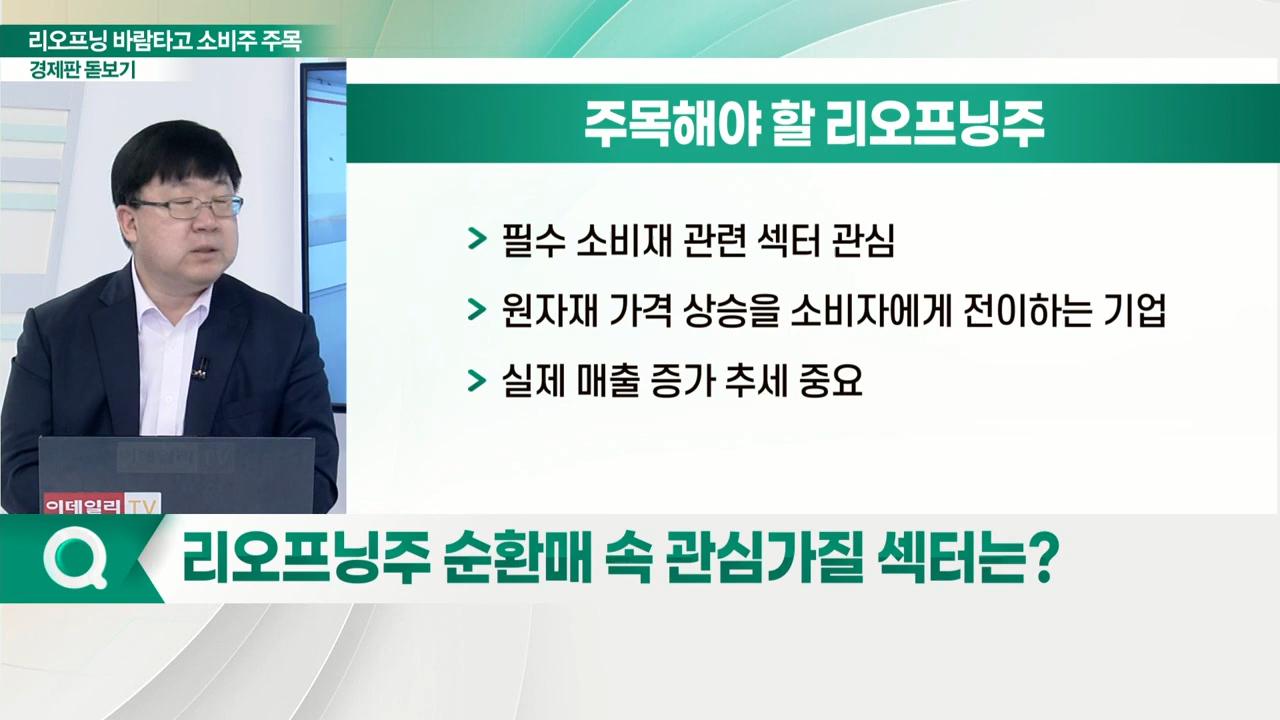 리오프닝 바람타고 소비주 주목
경제판 돋보기
주목해야 할 리오프닝주
> 필수 소비재 관련 섹터 관심
> 원자재 가격 상승을 소비자에게 전이하는 기업
> 실제 매출 증가 추세 중요
이데일리TV
Q 리오프닝주 순환매 속 관심가질 섹터는?